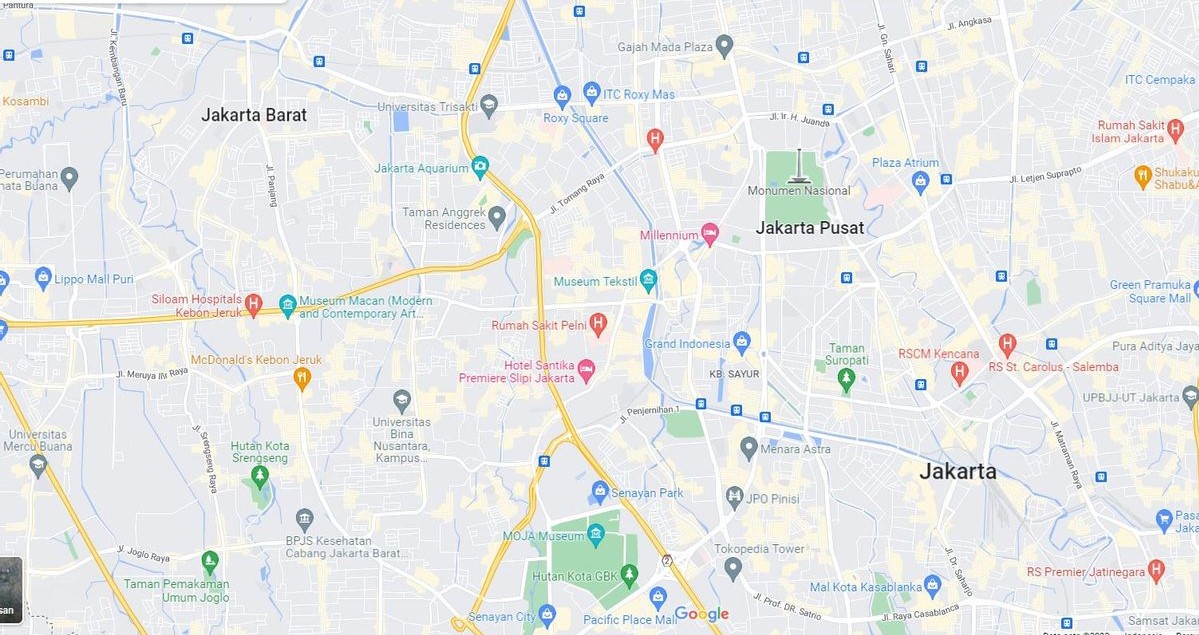 Pantura
Jl. Kembangan Baru
Jl. Gn. Sahari
Jl. Angkasa
Gajah Mada Plaza
ITC Cempaka
Kosambi
ITC Roxy Mas
Universitas Trisakti
Roxy Square
Jakarta Barat
Jl. Ir. H. Juanda
Rumah Sakit
Islam Jakarta
Plaza Atrium
Jakarta Aquarium
Jl. Panjang
Jl. Tomang Raya
Perumahan
nata Buana
Jl. Letjen Suprapto
Shukaku
Shabu&
Monumen Nasional
Taman Anggrek
Residences
Jakarta Pusat
Millennium
Lippo Mall Puri
Museum Tekstil
Green Pramuka
Square Mall
Siloam Hospitals
Kebon Jeruk
Museum Macan (Modern
and Contemporary Art...
Rumah Sakit Pelni
Grand Indonesia
Taman
Suropati
RSCM Kencana
RS St. Carolus - Salemba
Pura Aditya Jaya
McDonald's Kebon Jeruk
Jl. Meruya Ilir Raya
Hotel Santika
Premiere Slipi Jakarta
KB. SAYUR
UPBJJ-UT Jakarta
Jl. Penjernihan 1
Universitas
Bina
Nusantara,
Kampus...
Universitas
Mercu Buana
Jl. Srengseng Raya
Hutan Kota
Srengseng
Menara Astra
Jl. Matraman Raya
Jakarta
Senayan Park
JPO Pinisi
BPJS Kesehatan
Cabang Jakarta Barat
MOJA Museum
Pasa
Jaka
Jl. Joglo Raya
Tokopedia Tower
2
Hutan Kota GBK
Taman Pemakaman
Umum Joglo
RS Premier Jatinegara
Mal Kota Kasablanka
Jl. Dr. Saharjo
Jl. Prof. DR. Satrio
Jl. Raya Casablanca
Senayan City
Pacific Place Mall
Google
Samsat Jaka
san